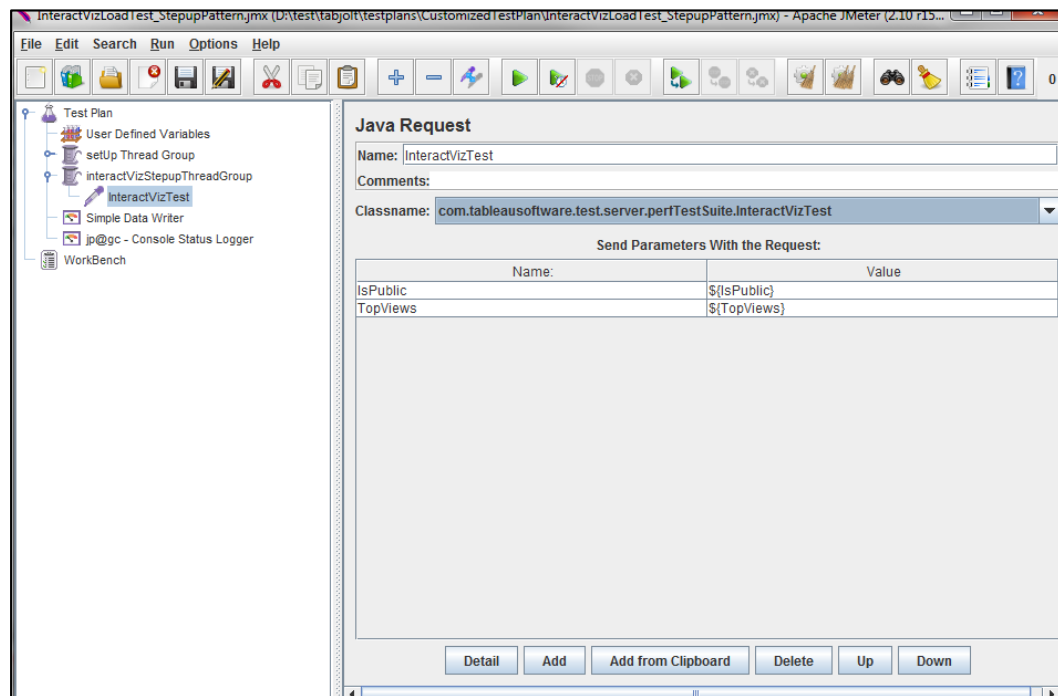 InteractVizLoadTest_StepupPattern.jmx (D:\test\tabjolt\testplans\CustomizedTestPlan\InteractVizLoadTest_StepupPattern.jmx) - Apache JMeter (2.10 r15...
File Edit Search Run Options Help
0
Test Plan
User Defined Variables
setUp Thread Group
interactVizStepupThreadGroup
InteractVizTest
Simple Data Writer
jp@gc - Console Status Logger
WorkBench
Java Request
Name: InteractVizTest
Comments:
Classname: com.tableausoftware.test.server.perfTestSuite.InteractVizTest
Send Parameters With the Request:
Name: Value
IsPublic ${IsPublic}
TopViews ${TopViews}
Detail Add Add from Clipboard Delete Up Down